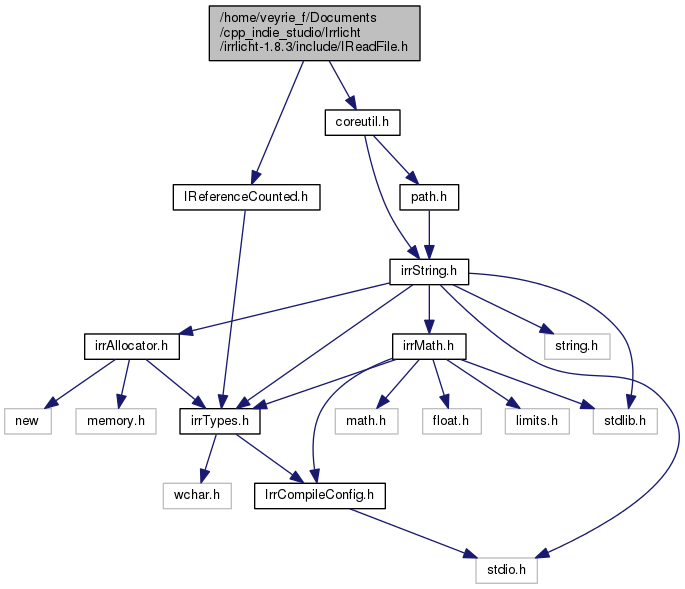 /home/veyrie_f/Documents
/cpp_indie_studio/Irrlicht
/irrlicht-1.8.3/include/IReadFile.h
coreutil.h
IReferenceCounted.h
path.h
irrString.h
irrAllocator.h
irrMath.h
string.h
new
memory.h
irrTypes.h
math.h
float.h
limits.h
stdlib.h
wchar.h
IrrCompileConfig.h
stdio.h